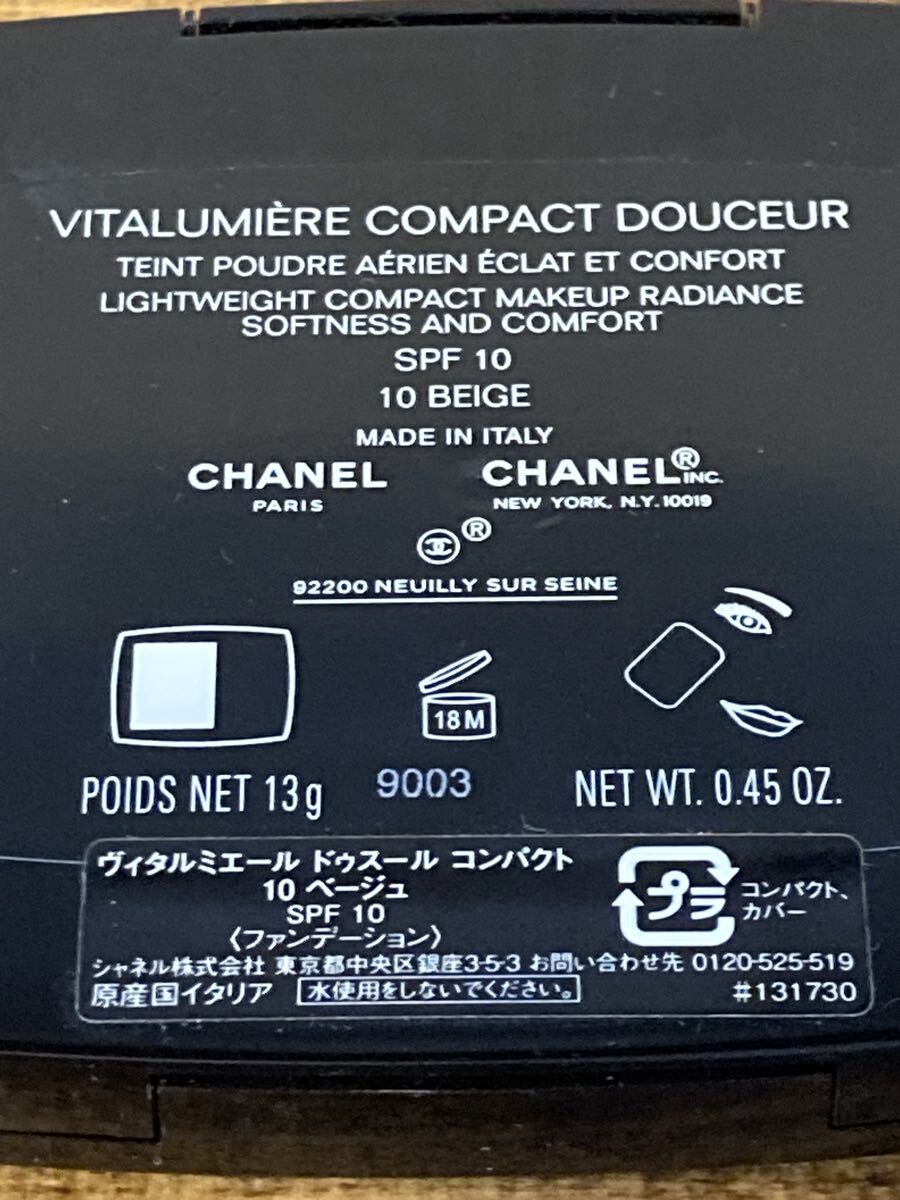 VITALUMIÈRE COMPACT DOUCEUR
TEINT POUDRE AÉRIEN ÉCLAT ET CONFORT
LIGHTWEIGHT COMPACT MAKEUP RADIANCE
SOFTNESS AND COMFORT
SPF 10
10 BEIGE
MADE IN ITALY
CHANEL CHANEL® INC.
PARIS NEW YORK, N.Y. 10019
®
92200 NEUILLY SUR SEINE
18M
POIDS NET 13g 9003 NET WT. 0.45 OZ.
ヴィタルミエール ドゥスール コンパクト
10 ベージュ
SPF 10
〈ファンデーション〉
プラ コンパクト、
カバー
シャネル株式会社 東京都中央区銀座3-5-3 お問い合わせ先 0120-525-519
原産国イタリア 水使用をしないでください。 #131730